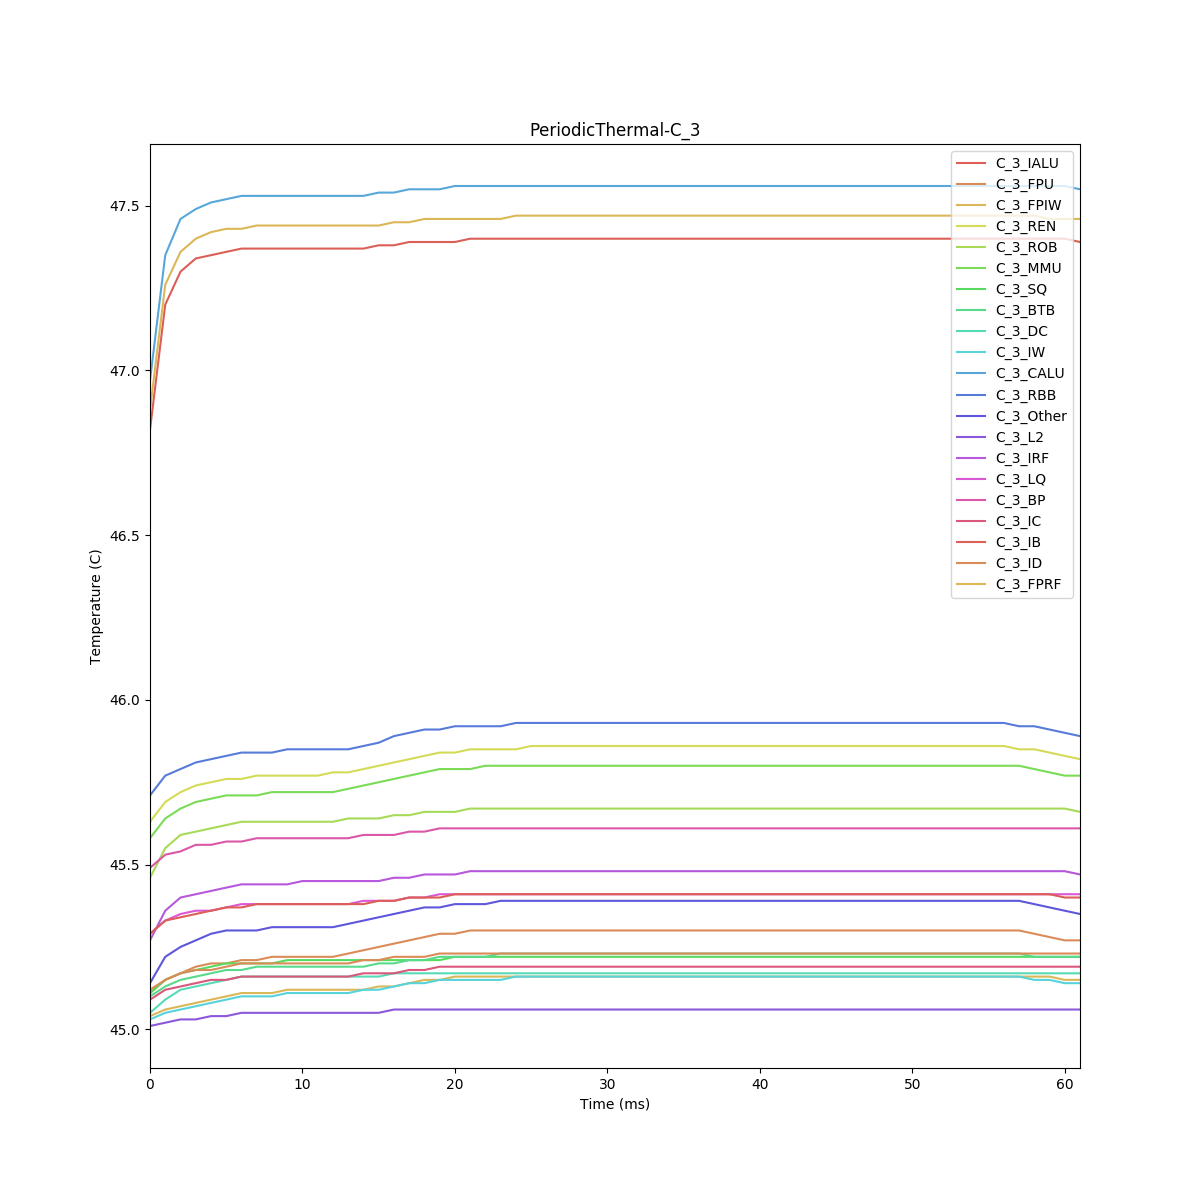 PeriodicThermal-C_3
C_3_IALU
C_3_FPU
C_3_FPIW
C_3_REN
C_3_ROB
C_3_MMU
C_3_SQ
C_3_BTB
C_3_DC
C_3_IW
C_3_CALU
C_3_RBB
C_3_Other
C_3_L2
C_3_IRF
C_3_LQ
C_3_BP
C_3_IC
C_3_IB
C_3_ID
C_3_FPRF
47.5
47.0
46.5
46.0
45.5
45.0
Temperature (C)
0 10 20 30 40 50 60
Time (ms)